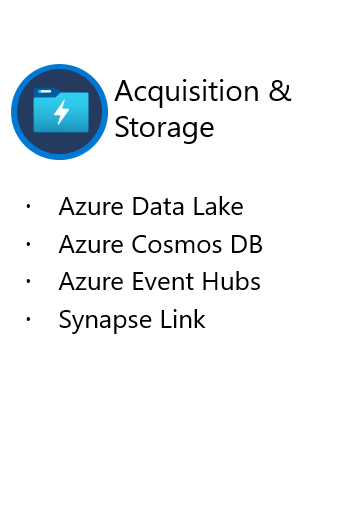 Acquisition &
Storage
· Azure Data Lake
· Azure Cosmos DB
· Azure Event Hubs
· Synapse Link